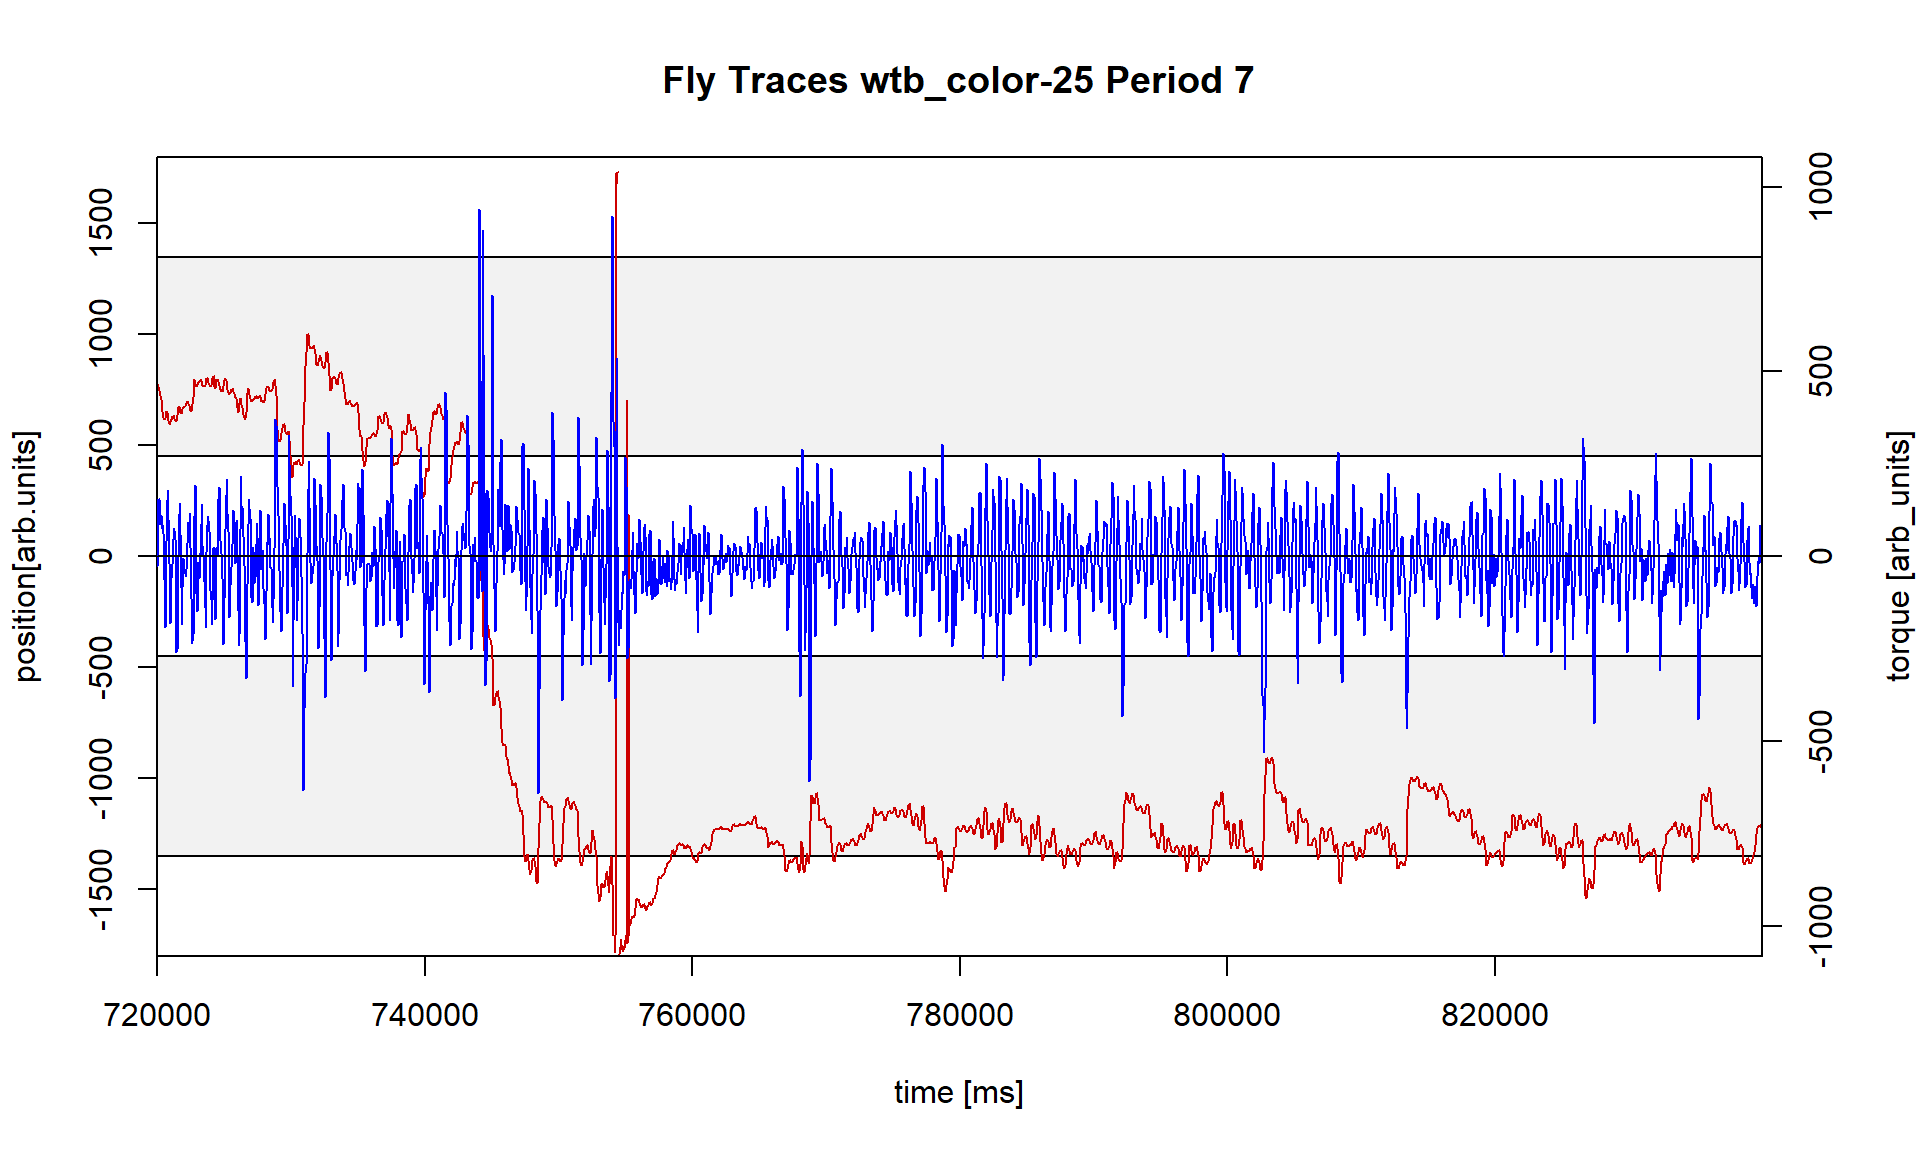 Fly Traces wtb_color-25 Period 7
position[arb.units]
1500
1000
500
0
-500
-1000
-1500
torque [arb_units]
1000
500
0
-500
-1000
720000 740000 760000 780000 800000 820000
time [ms]